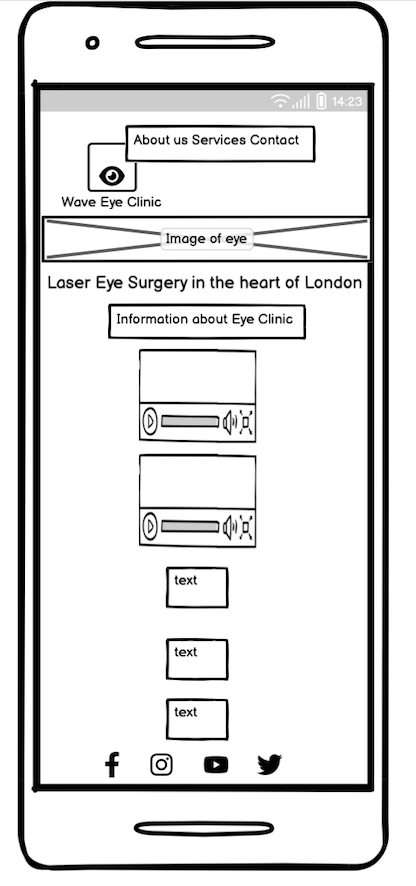 14:23
About us Services Contact
Wave Eye Clinic
Image of eye
Laser Eye Surgery in the heart of London
Information about Eye Clinic
text
text
text